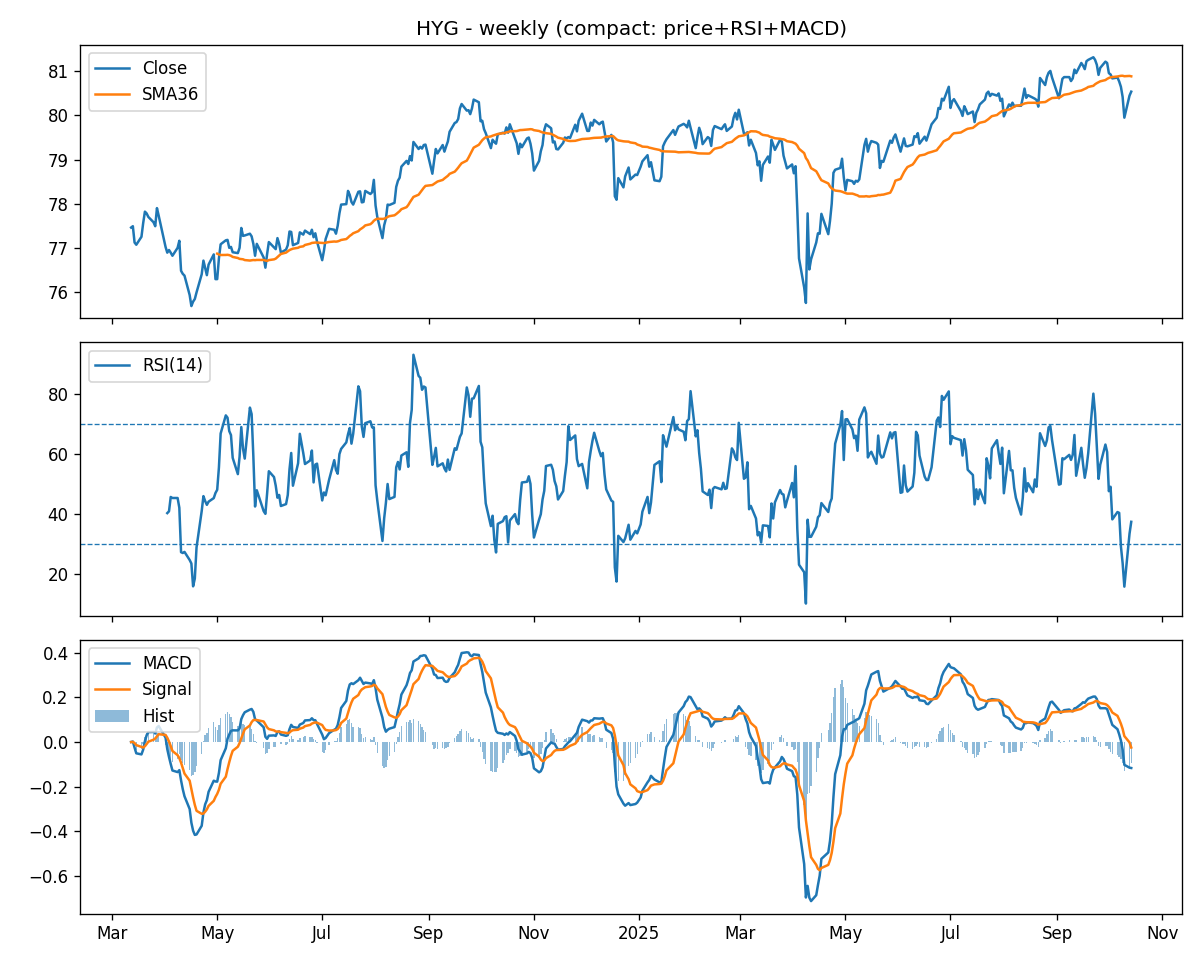 HYG - weekly (compact: price+RSI+MACD)
Close
SMA36
81
80
79
78
77
76
RSI(14)
80
60
40
20
MACD
Signal
Hist
0.4
0.2
0.0
−0.2
−0.4
−0.6
Mar May Jul Sep Nov 2025 Mar May Jul Sep Nov